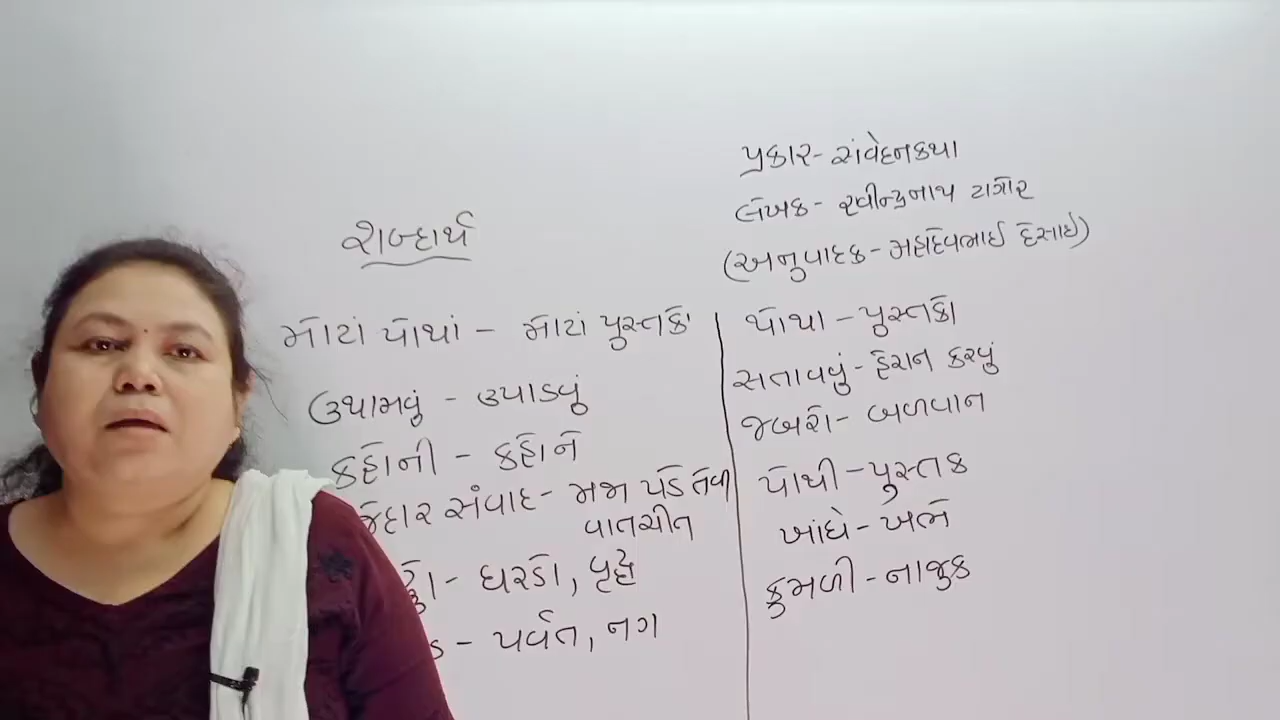 શબ્દાર્થ
મોટાં પોથાં - મોટાં પુસ્તકો
ઉથામવું - ઉપાડવું
કહોની - કહોને
સંવાદ - મજા પડે તેવી
વાતચીત
- ઘરડો, વૃદ્ધ
- પર્વત, નગ
પ્રકાર - સંવેદનકથા
લેખક - રવીન્દ્રનાથ ટાગોર
(અનુવાદક - મહાદેવભાઈ દેસાઈ)
પોથા - પુસ્તકો
સતાવવું - હેરાન કરવું
જબરો - બળવાન
પોથી - પુસ્તક
ખાંધે - ખભે
કુમળી - નાજુક